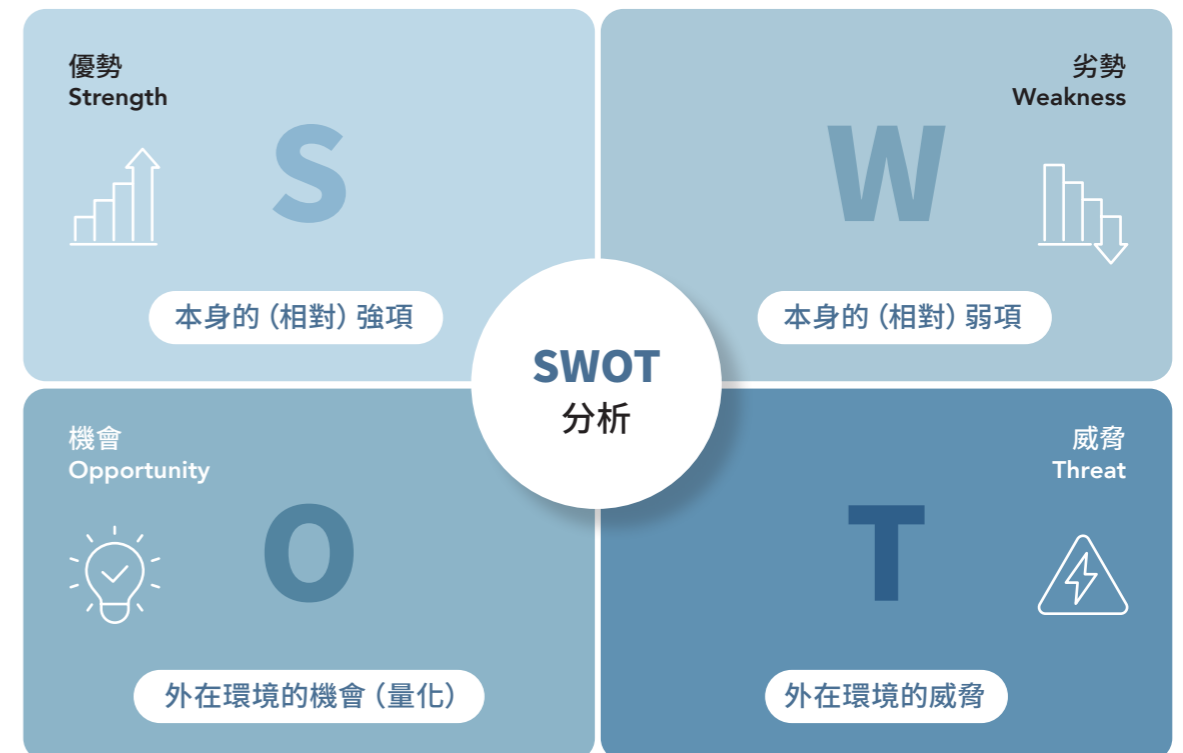 優勢
Strength
S
本身的（相對）強項
劣勢
Weakness
W
本身的（相對）弱項
SWOT
分析
機會
Opportunity
O
外在環境的機會（量化）
威脅
Threat
T
外在環境的威脅